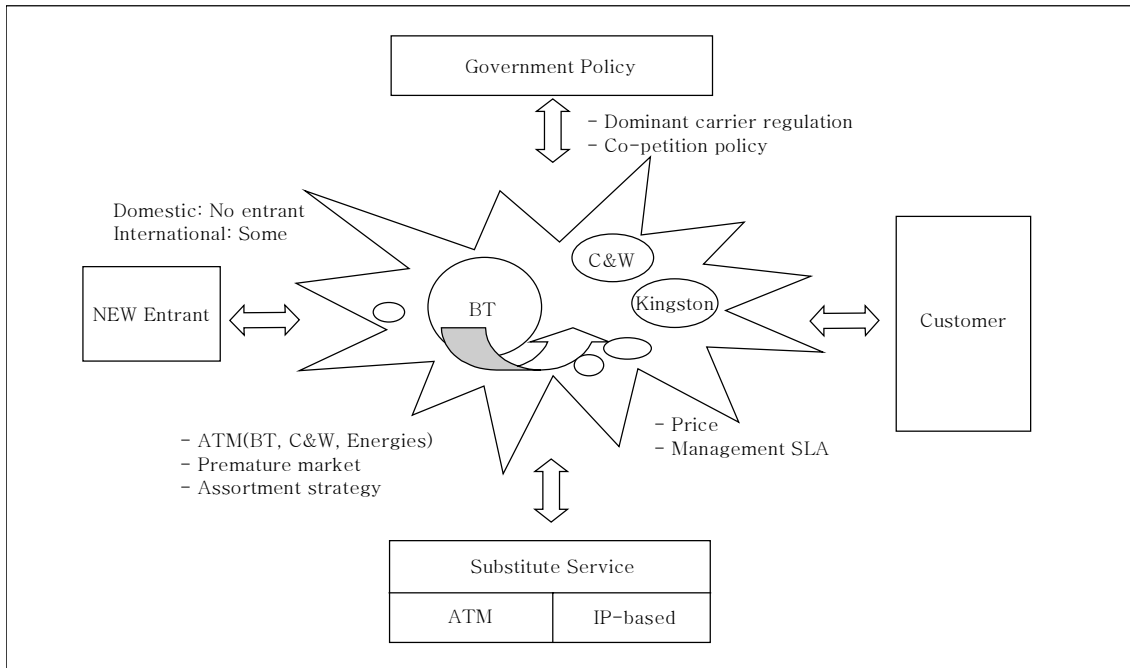 Government Policy
- Dominant carrier regulation
- Co-petition policy
Domestic: No entrant
International: Some
C&W
Kingston
BT
NEW Entrant
Customer
- Price
- Management SLA
- ATM(BT, C&W, Energies)
- Premature market
- Assortment strategy
Substitute Service
ATM
IP-based